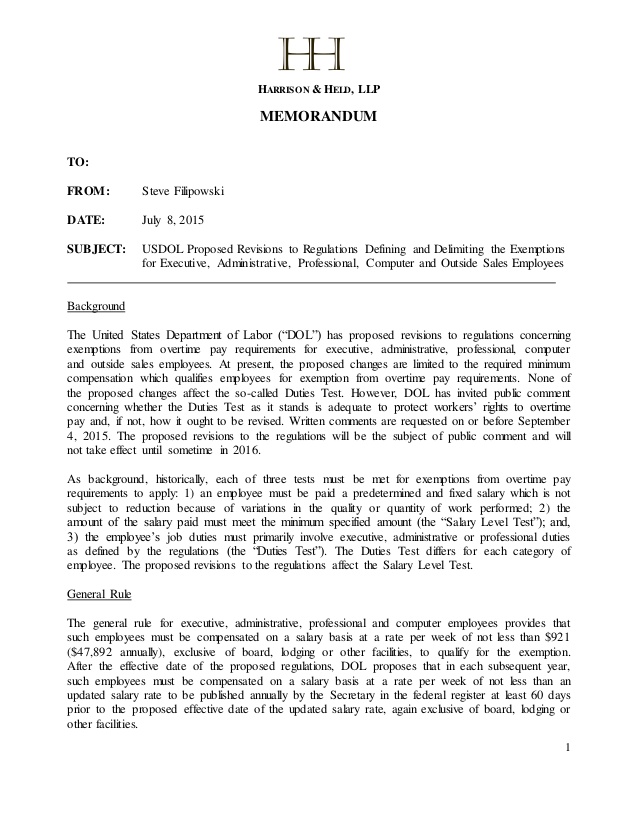 HH
HARRISON & HELD, LLP
MEMORANDUM
TO:
FROM: Steve Filipowski
DATE: July 8, 2015
SUBJECT: USDOL Proposed Revisions to Regulations Defining and Delimiting the Exemptions
for Executive, Administrative, Professional, Computer and Outside Sales Employees
Background
The United States Department of Labor (“DOL”) has proposed revisions to regulations concerning
exemptions from overtime pay requirements for executive, administrative, professional, computer
and outside sales employees. At present, the proposed changes are limited to the required minimum
compensation which qualifies employees for exemption from overtime pay requirements. None of
the proposed changes affect the so-called Duties Test. However, DOL has invited public comment
concerning whether the Duties Test as it stands is adequate to protect workers’ rights to overtime
pay and, if not, how it ought to be revised. Written comments are requested on or before September
4, 2015. The proposed revisions to the regulations will be the subject of public comment and will
not take effect until sometime in 2016.
As background, historically, each of three tests must be met for exemptions from overtime pay
requirements to apply: 1) an employee must be paid a predetermined and fixed salary which is not
subject to reduction because of variations in the quality or quantity of work performed; 2) the
amount of the salary paid must meet the minimum specified amount (the “Salary Level Test”); and,
3) the employee’s job duties must primarily involve executive, administrative or professional duties
as defined by the regulations (the “Duties Test”). The Duties Test differs for each category of
employee. The proposed revisions to the regulations affect the Salary Level Test.
General Rule
The general rule for executive, administrative, professional and computer employees provides that
such employees must be compensated on a salary basis at a rate per week of not less than $921
($47,892 annually), exclusive of board, lodging or other facilities, to qualify for the exemption.
After the effective date of the proposed regulations, DOL proposes that in each subsequent year,
such employees must be compensated on a salary basis at a rate per week of not less than an
updated salary rate to be published annually by the Secretary in the federal register at least 60 days
prior to the proposed effective date of the updated salary rate, again exclusive of board, lodging or
other facilities.
1